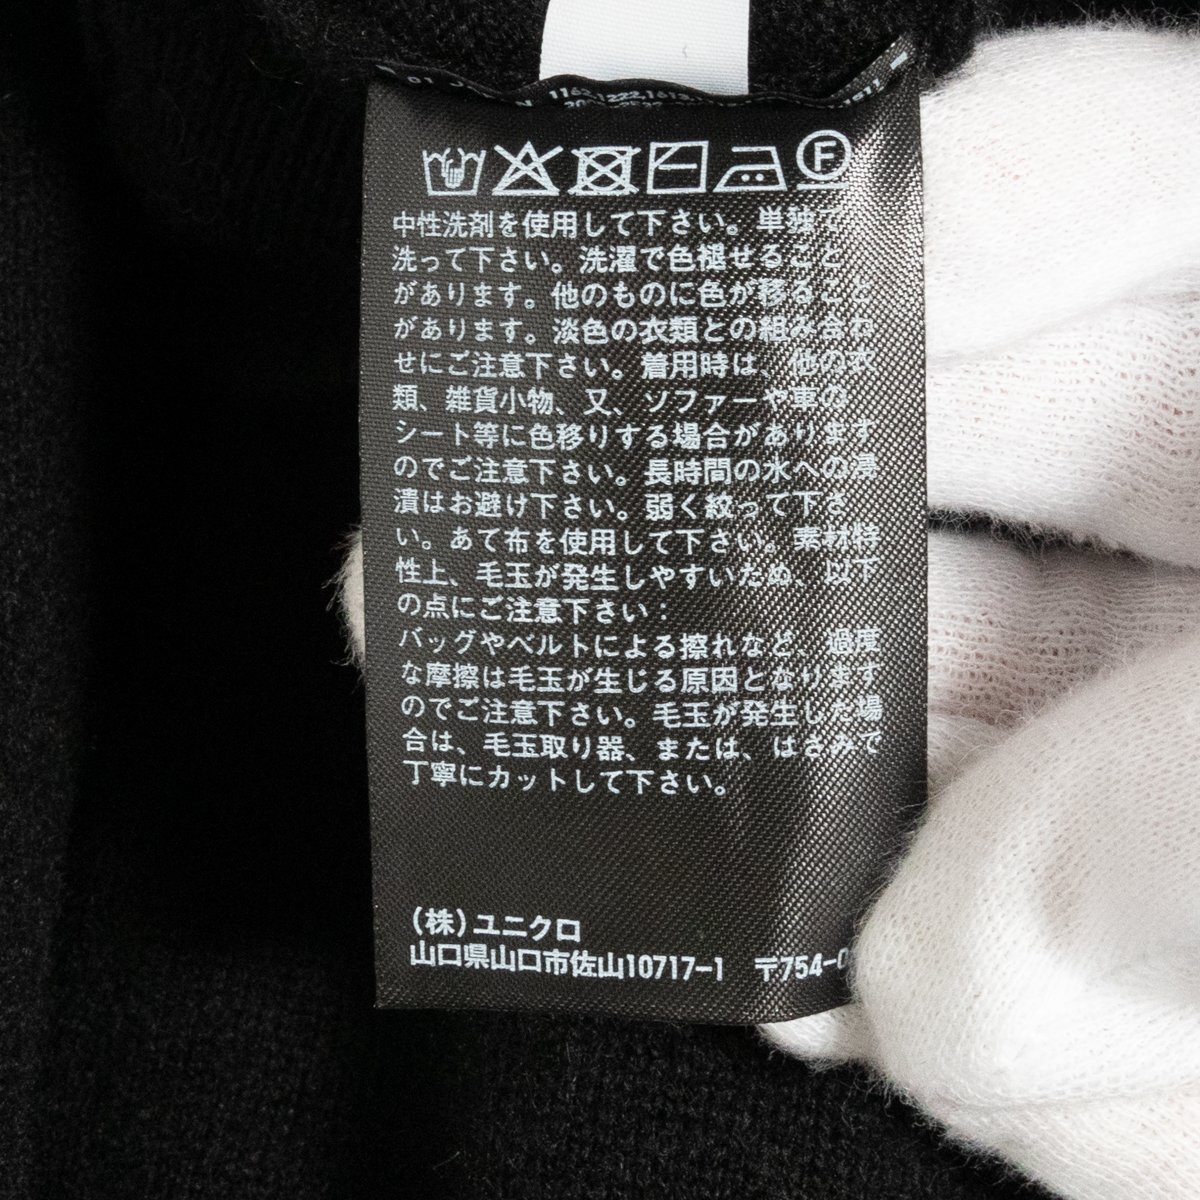 01 JAPAN
中性洗剤を使用して下さい。単独で
洗って下さい。洗濯で色褪せること
があります。他のものに色が移ること
があります。淡色の衣類との組み合わ
せにご注意下さい。着用時は、他の衣
類、雑貨小物、又、ソファーや車の
シート等に色移りする場合があります
のでご注意下さい。長時間の水への浸
漬はお避け下さい。弱く絞って下さ
い。あて布を使用して下さい。素材特
性上、毛玉が発生しやすいため、以下
の点にご注意下さい:
バッグやベルトによる擦れなど、過度
な摩擦は毛玉が生じる原因となります
のでご注意下さい。毛玉が発生した場
合は、毛玉取り器、または、はさみで
丁寧にカットして下さい。
(株)ユニクロ
山口県山口市佐山10717-1 〒754-0